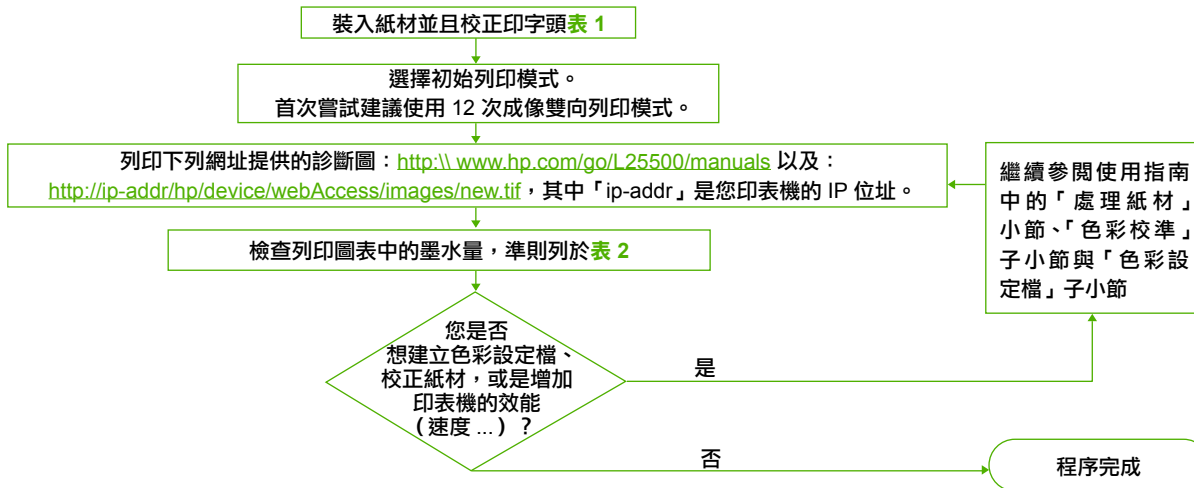 裝入紙材並且校正印字頭表 1
選擇初始列印模式。
首次嘗試建議使用 12 次成像雙向列印模式。
列印下列網址提供的診斷圖：http:\\ www.hp.com/go/L25500/manuals 以及：
http://ip-addr/hp/device/webAccess/images/new.tif，其中「ip-addr」是您印表機的 IP 位址。
檢查列印圖表中的墨水量，準則列於表 2
您是否
想建立色彩設定檔、
校正紙材，或是增加
印表機的效能
（速度 ...）？
是
繼續參閱使用指南
中的「處理紙材」
小節、「色彩校準」
子小節與「色彩設
定檔」子小節
否
程序完成